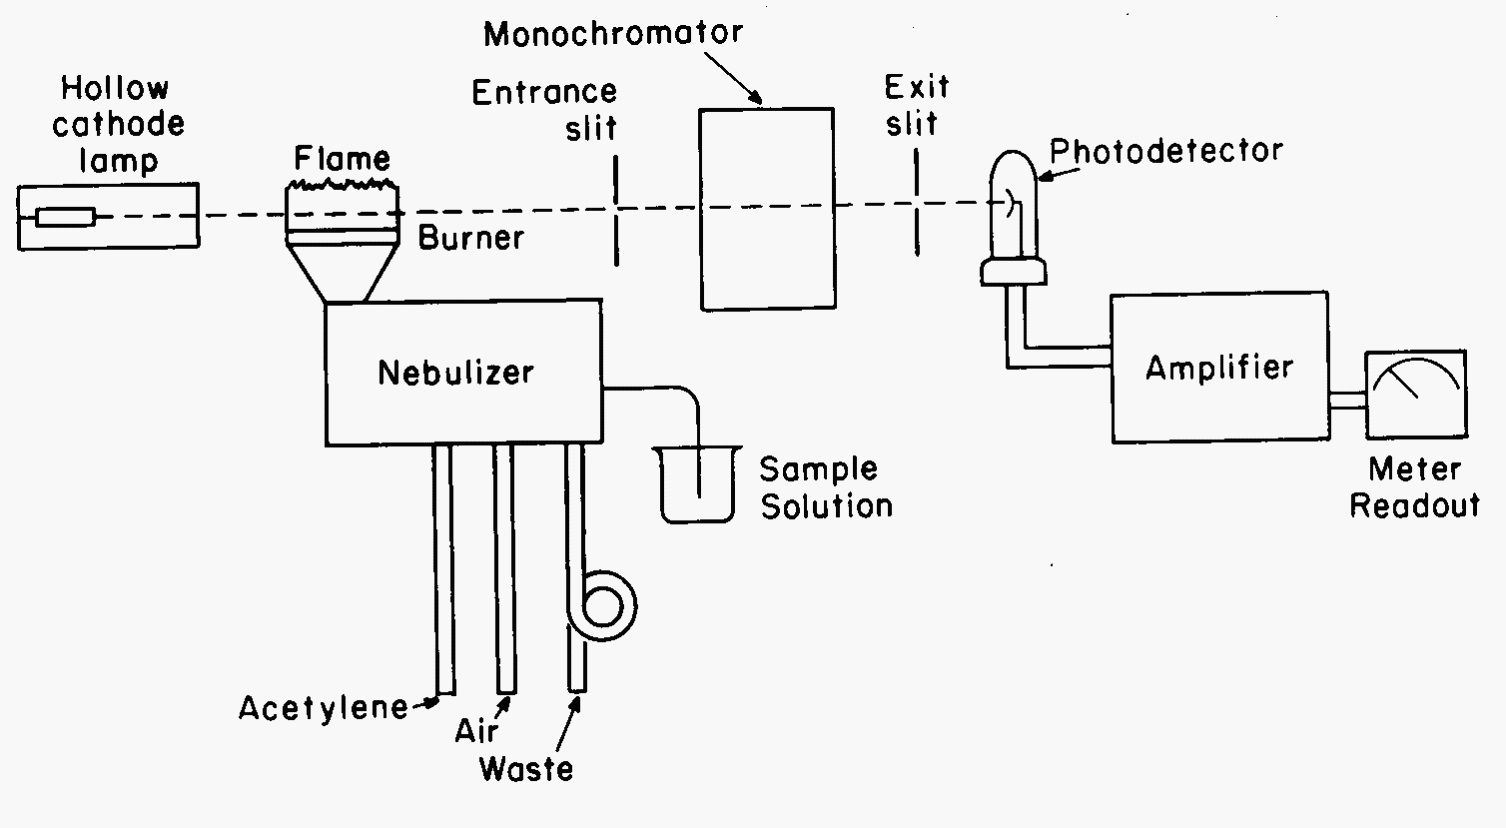 Monochromator
Hollow
cathode
lamp
Entrance
slit
Exit
slit
Flame
Photodetector
Burner
Nebulizer
Amplifier
Sample
Solution
Meter
Readout
Acetylene
Air
Waste